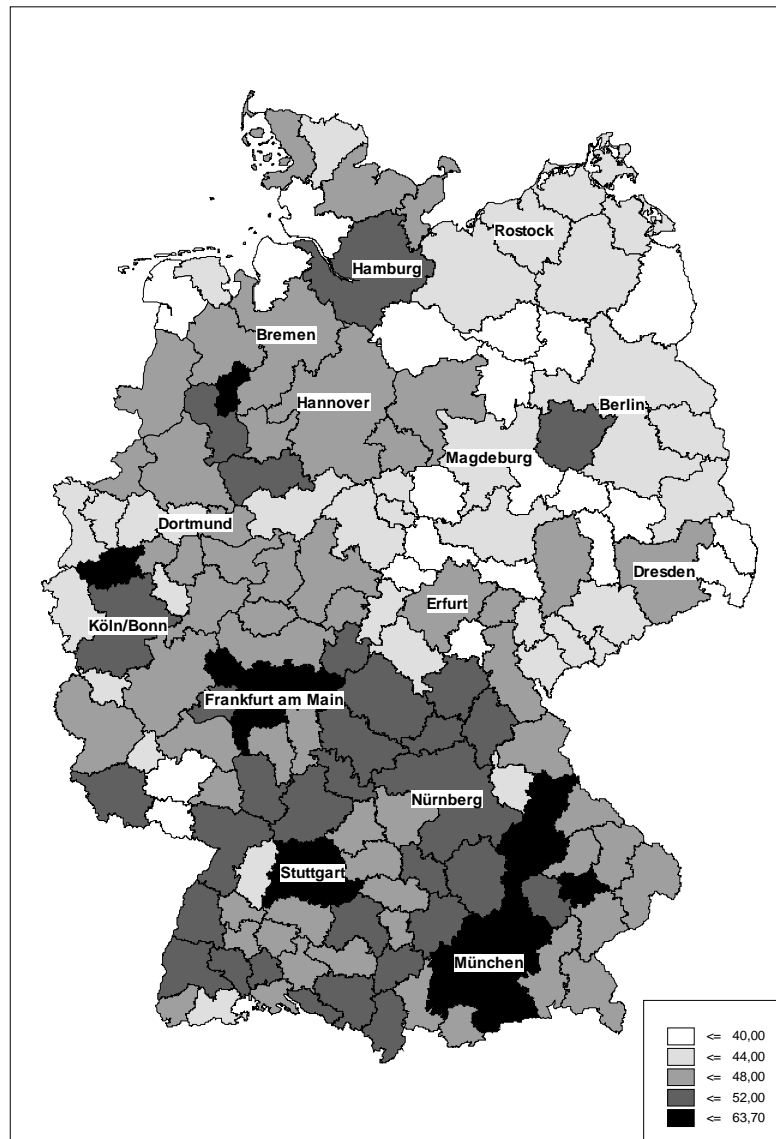 Rostock
Hamburg
Bremen
Hannover
Berlin
Magdeburg
Dortmund
Dresden
Erfurt
Köln/Bonn
Frankfurt am Main
Nürnberg
Stuttgart
München
<= 40,00
<= 44,00
<= 48,00
<= 52,00
<= 63,70